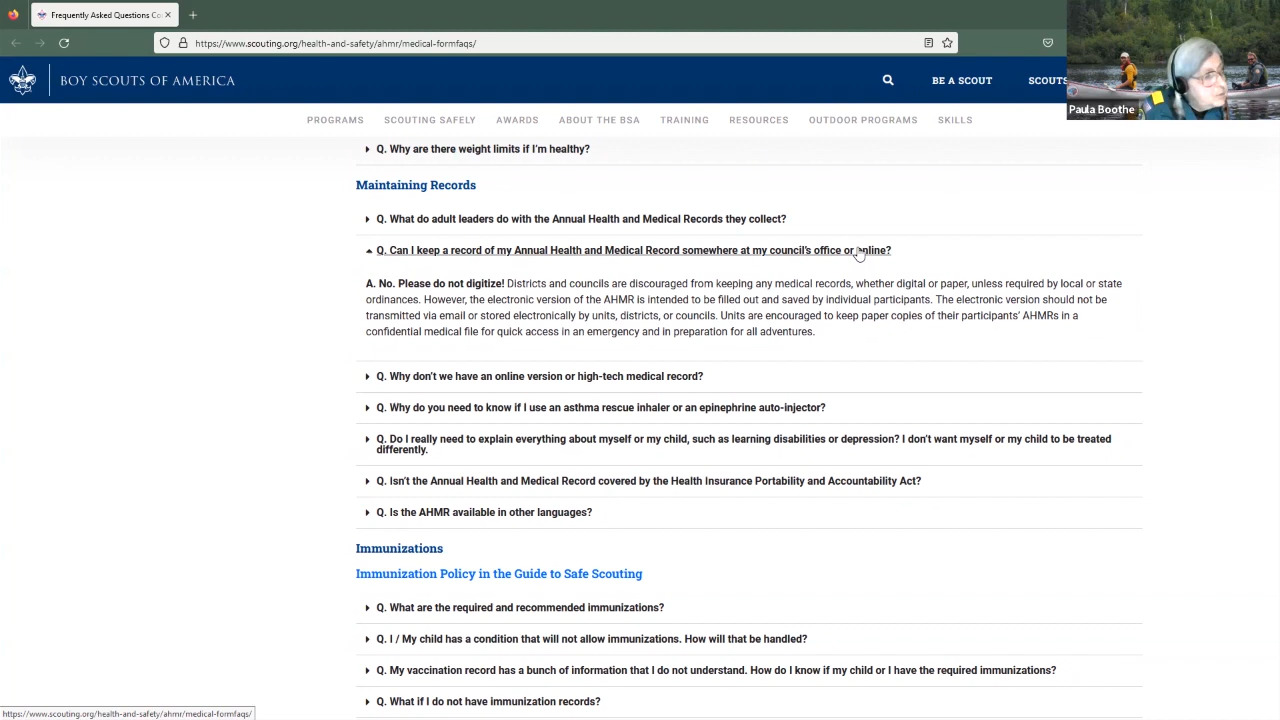 Frequently Asked Questions Co
https://www.scouting.org/health-and-safety/ahmr/medical-formfaqs/
BOY SCOUTS OF AMERICA
BE A SCOUT
SCOUTS
Paula Boothe
PROGRAMS SCOUTING SAFELY AWARDS ABOUT THE BSA TRAINING RESOURCES OUTDOOR PROGRAMS SKILLS
Q. Why are there weight limits if I'm healthy?
Maintaining Records
Q. What do adult leaders do with the Annual Health and Medical Records they collect?
Q. Can I keep a record of my Annual Health and Medical Record somewhere at my council's office or online?
A. No. Please do not digitize! Districts and councils are discouraged from keeping any medical records, whether digital or paper, unless required by local or state
ordinances. However, the electronic version of the AHMR is intended to be filled out and saved by individual participants. The electronic version should not be
transmitted via email or stored electronically by units, districts, or councils. Units are encouraged to keep paper copies of their participants' AHMRs in a
confidential medical file for quick access in an emergency and in preparation for all adventures.
Q. Why don't we have an online version or high-tech medical record?
Q. Why do you need to know if I use an asthma rescue inhaler or an epinephrine auto-injector?
Q. Do I really need to explain everything about myself or my child, such as learning disabilities or depression? I don't want myself or my child to be treated
differently.
Q. Isn't the Annual Health and Medical Record covered by the Health Insurance Portability and Accountability Act?
Q. Is the AHMR available in other languages?
Immunizations
Immunization Policy in the Guide to Safe Scouting
Q. What are the required and recommended immunizations?
Q. I / My child has a condition that will not allow immunizations. How will that be handled?
Q. My vaccination record has a bunch of information that I do not understand. How do I know if my child or I have the required immunizations?
Q. What if I do not have immunization records?
https://www.scouting.org/health-and-safety/ahmr/medical-formfaqs/